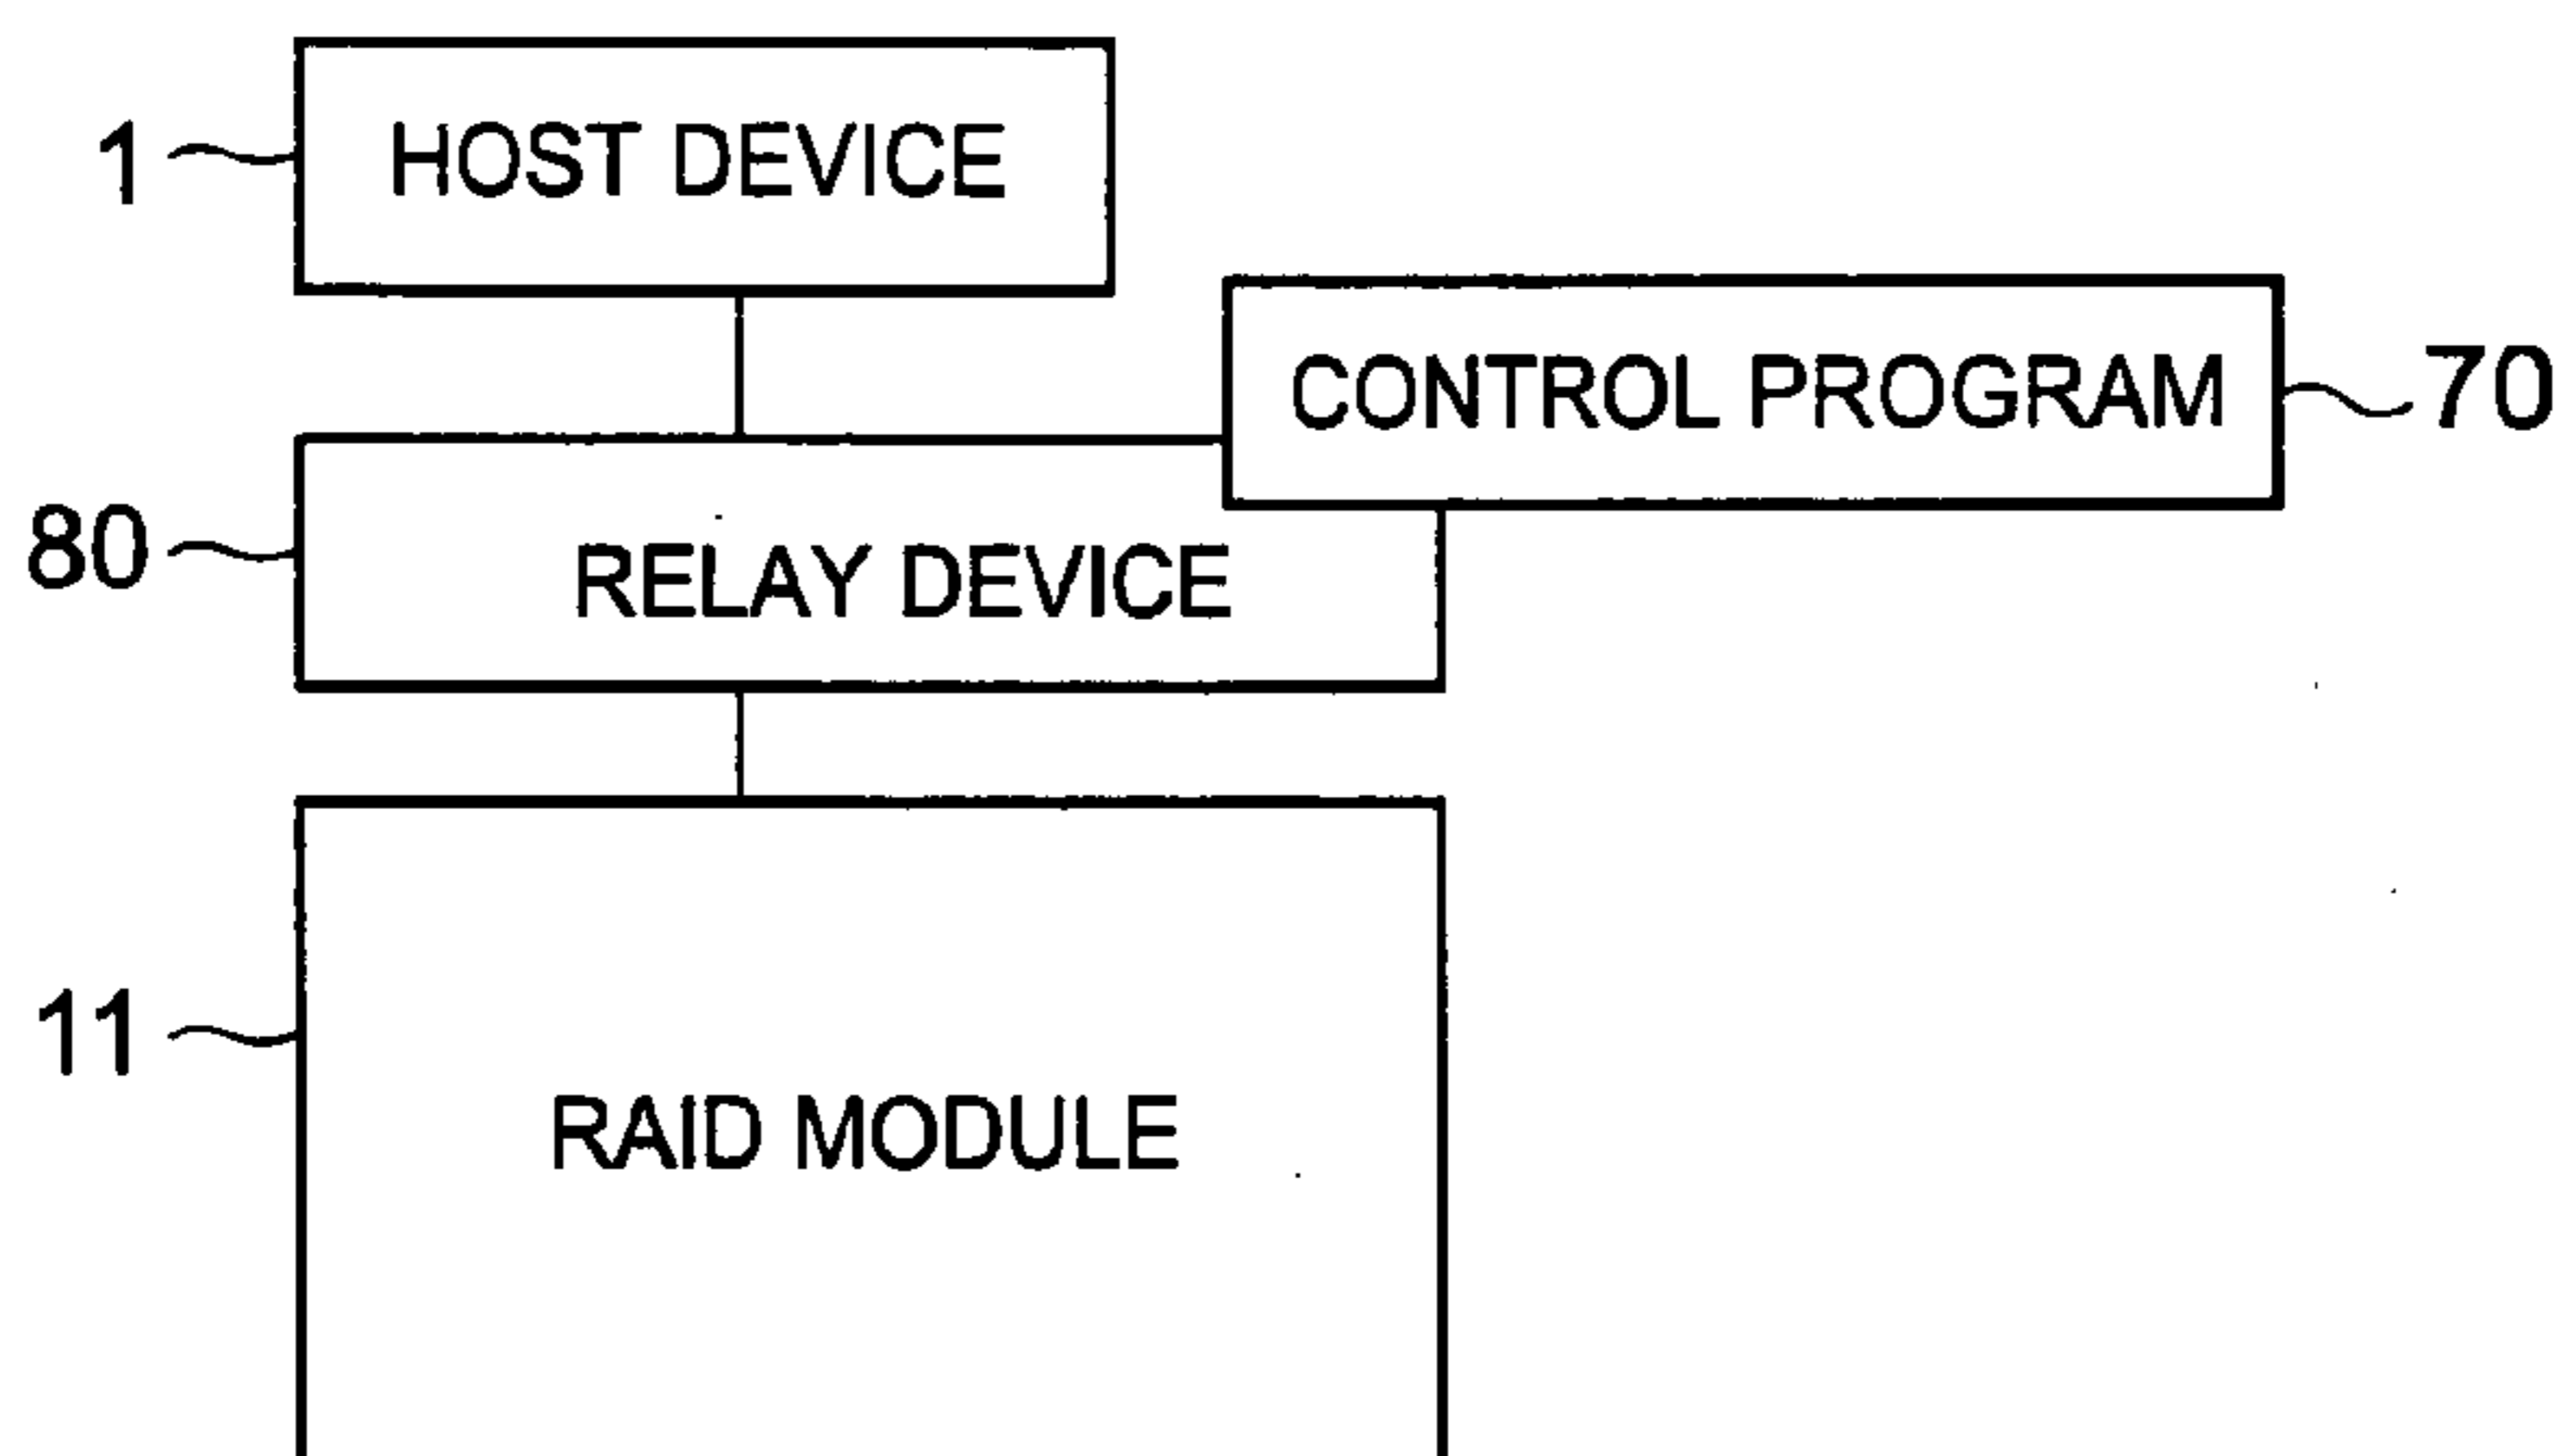 1
HOST DEVICE
CONTROL PROGRAM
70
80
RELAY DEVICE
11
RAID MODULE